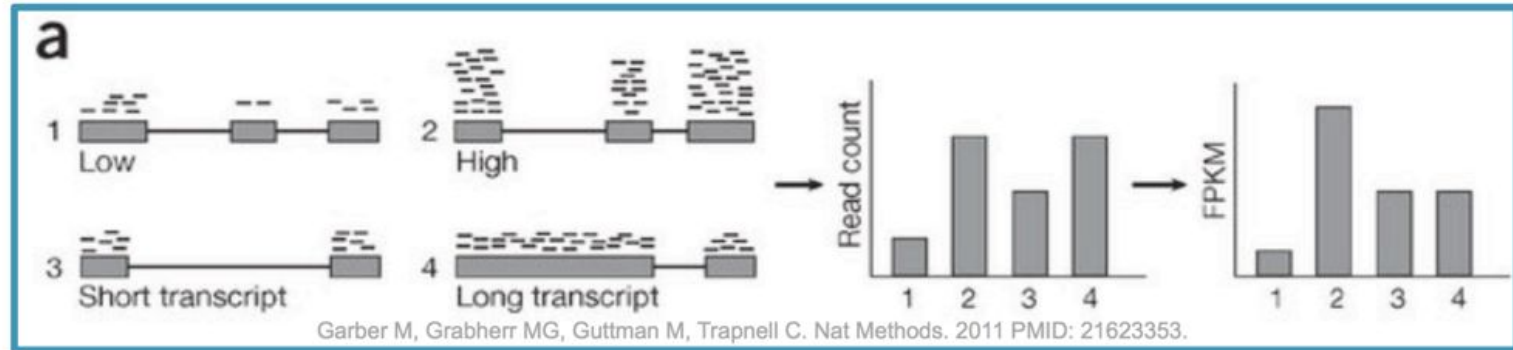 a
1
Low
2
High
3
Short transcript
4
Long transcript
Read count
1 2 3 4
FPKM
1 2 3 4
Garber M, Grabherr MG, Guttman M, Trapnell C. Nat Methods. 2011 PMID: 21623353.